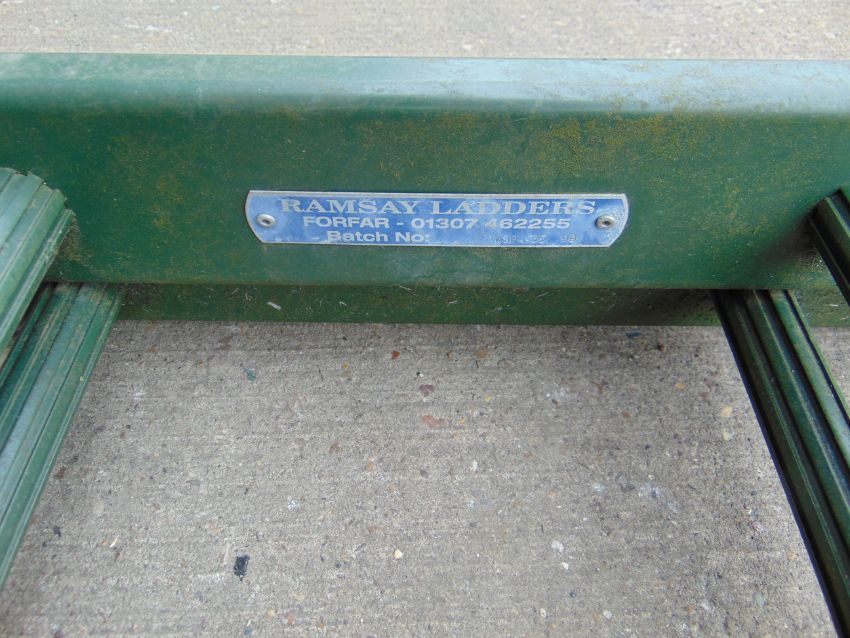 RAMSAY LADDERS
FORFAR - 01307 462255
Batch No: